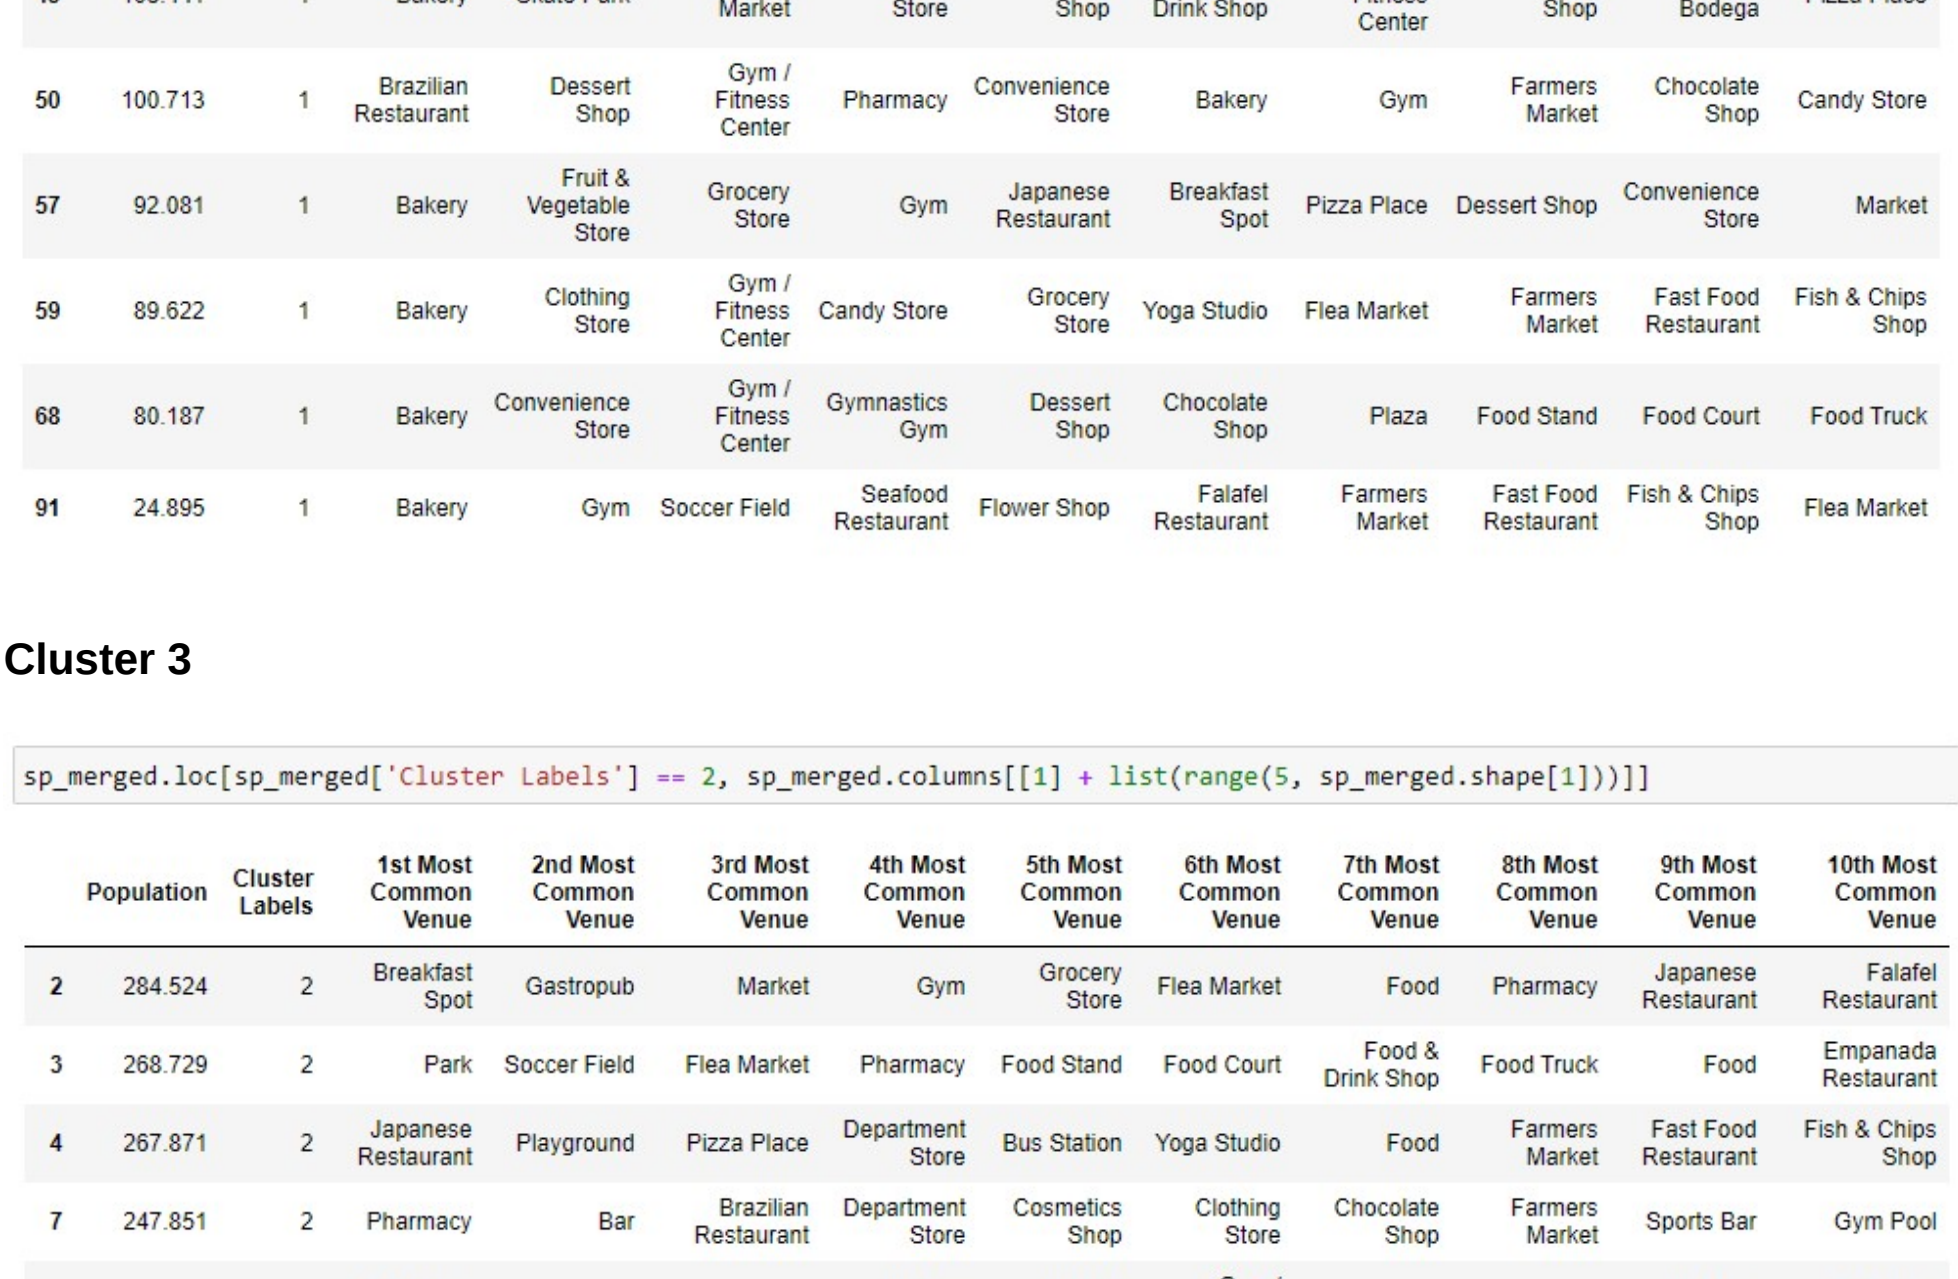 Market Store Shop Drink Shop Shop Bodega
Center
50 100.713 1 Brazilian Restaurant Dessert Shop Gym / Fitness Center Pharmacy Convenience Store Bakery Gym Farmers Market Chocolate Shop Candy Store
57 92.081 1 Bakery Fruit & Vegetable Store Grocery Store Gym Japanese Restaurant Breakfast Spot Pizza Place Dessert Shop Convenience Store Market
59 89.622 1 Bakery Clothing Store Gym / Fitness Center Candy Store Grocery Store Yoga Studio Flea Market Farmers Market Fast Food Restaurant Fish & Chips Shop
68 80.187 1 Bakery Convenience Store Gym / Fitness Center Gymnastics Gym Dessert Shop Chocolate Shop Plaza Food Stand Food Court Food Truck
91 24.895 1 Bakery Gym Soccer Field Seafood Restaurant Flower Shop Falafel Restaurant Farmers Market Fast Food Restaurant Fish & Chips Shop Flea Market
Cluster 3
sp_merged.loc[sp_merged['Cluster Labels'] == 2, sp_merged.columns[[1] + list(range(5, sp_merged.shape[1]))]]
Population Cluster Labels 1st Most Common Venue 2nd Most Common Venue 3rd Most Common Venue 4th Most Common Venue 5th Most Common Venue 6th Most Common Venue 7th Most Common Venue 8th Most Common Venue 9th Most Common Venue 10th Most Common Venue
2 284.524 2 Breakfast Spot Gastropub Market Gym Grocery Store Flea Market Food Pharmacy Japanese Restaurant Falafel Restaurant
3 268.729 2 Park Soccer Field Flea Market Pharmacy Food Stand Food Court Food & Drink Shop Food Truck Food Empanada Restaurant
4 267.871 2 Japanese Restaurant Playground Pizza Place Department Store Bus Station Yoga Studio Food Farmers Market Fast Food Restaurant Fish & Chips Shop
7 247.851 2 Pharmacy Bar Brazilian Restaurant Department Store Cosmetics Shop Clothing Store Chocolate Shop Farmers Market Sports Bar Gym Pool